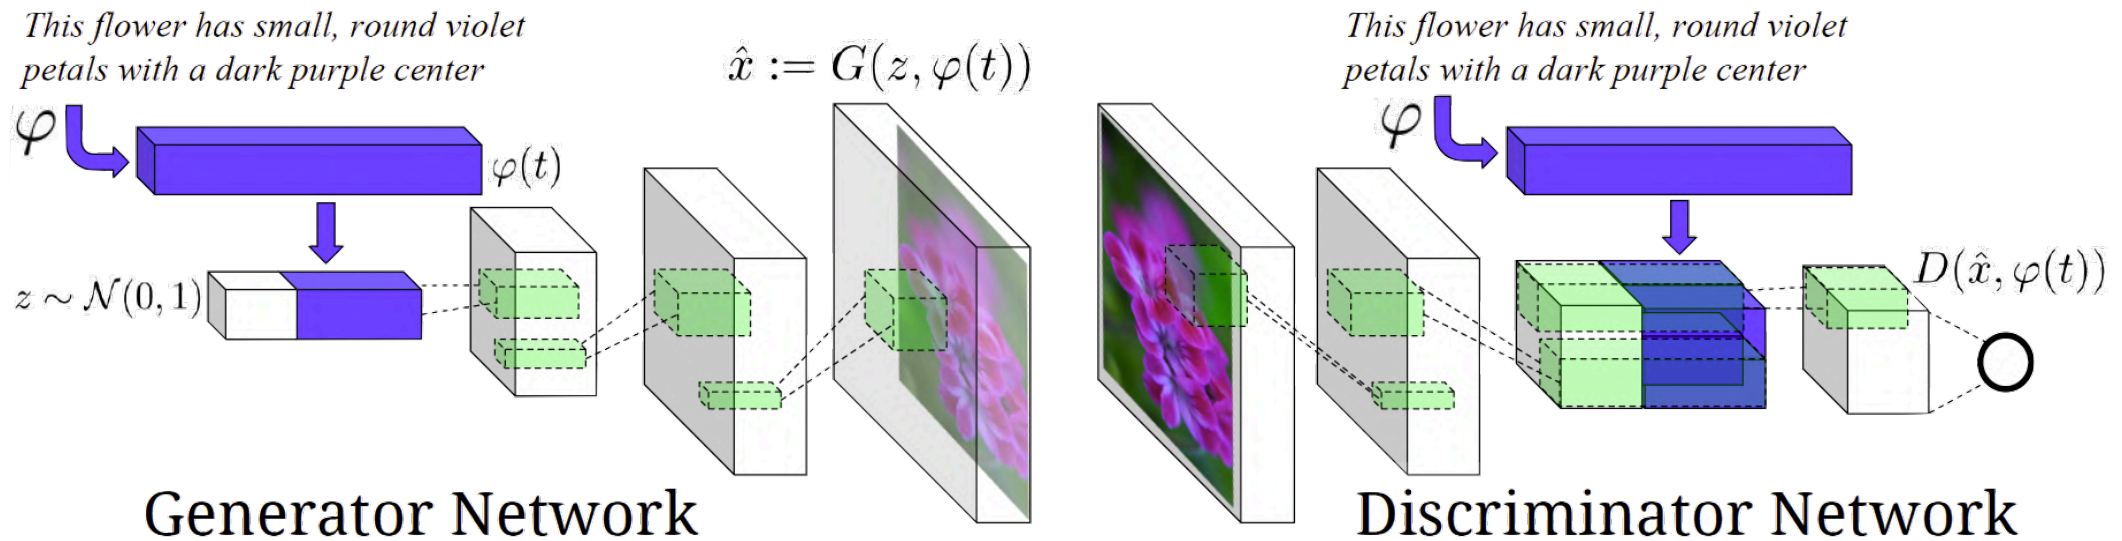 This flower has small, round violet
petals with a dark purple center
φ
φ(t)
z ~ N(0,1)
x̂ := G(z, φ(t))
Generator Network
This flower has small, round violet
petals with a dark purple center
φ
D(x̂, φ(t))
Discriminator Network